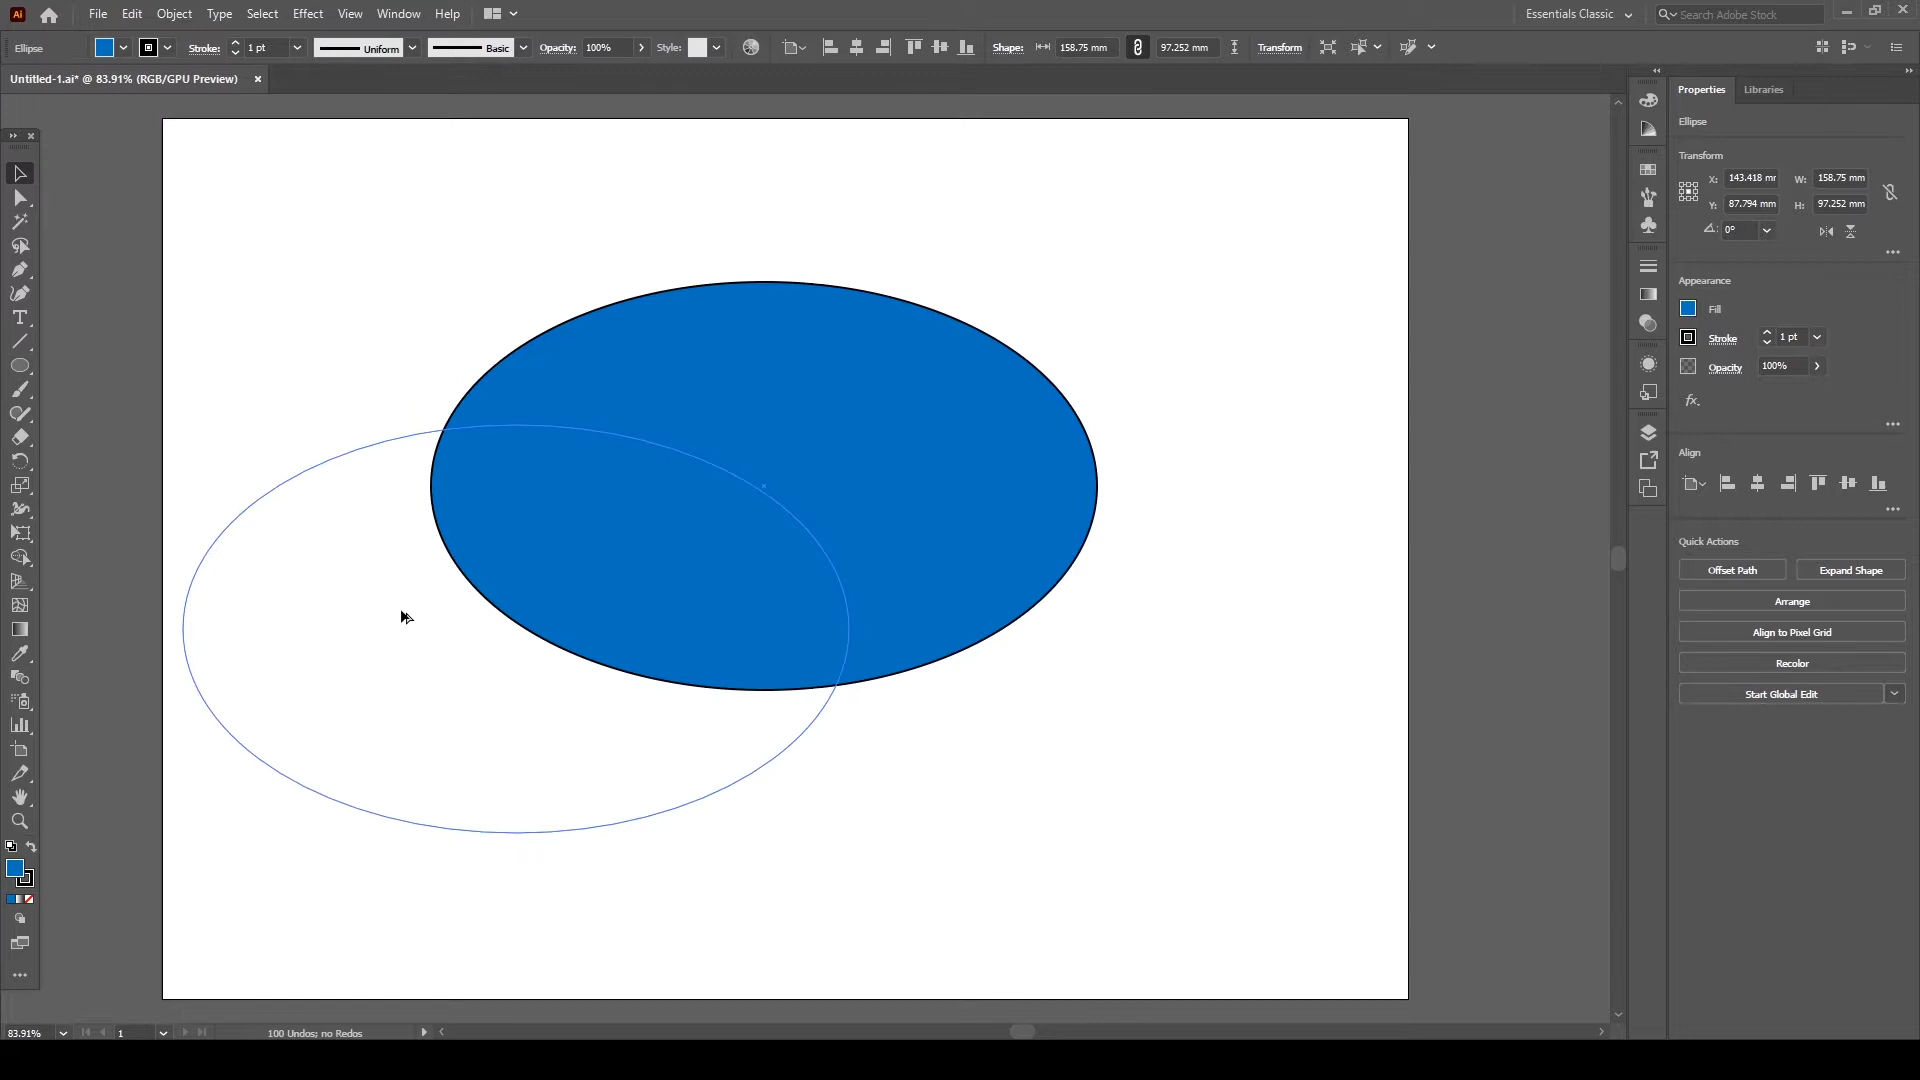 Ai File Edit Object Type Select Effect View Window Help Essentials Classic Search Adobe Stock
Ellipse Stroke: 1 pt Uniform Basic Opacity: 100% Style: Shape: 158.75 mm 97.252 mm Transform
Untitled-1.ai* @ 83.91% (RGB/GPU Preview) ×
Properties Libraries
Ellipse
Transform
X: 143.418 mr W: 158.75 mm
Y: 87.794 mm H: 97.252 mm
0°
Appearance
Fill
Stroke 1 pt
Opacity 100%
fx.
Align
Quick Actions
Offset Path Expand Shape
Arrange
Align to Pixel Grid
Recolor
Start Global Edit
83.91% 1 100 Undos; no Redos